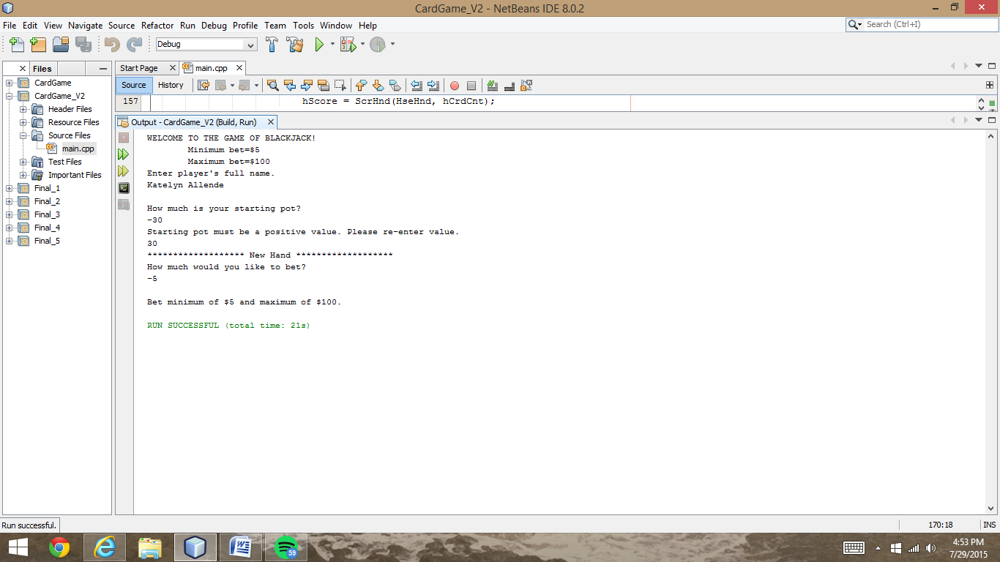 CardGame_V2 - NetBeans IDE 8.0.2
File Edit View Navigate Source Refactor Run Debug Profile Team Tools Window Help
Search (Ctrl+I)
Debug
Files
Start Page
main.cpp
CardGame
CardGame_V2
Header Files
Resource Files
Source Files
main.cpp
Test Files
Important Files
Final_1
Final_2
Final_3
Final_4
Final_5
Source History
157 hScore = ScrHnd(HseHnd, hCrdCnt);
Output - CardGame_V2 (Build, Run)
WELCOME TO THE GAME OF BLACKJACK!
Minimum bet=$5
Maximum bet=$100
Enter player's full name.
Katelyn Allende
How much is your starting pot?
-30
Starting pot must be a positive value. Please re-enter value.
30
******************* New Hand *******************
How much would you like to bet?
-5
Bet minimum of $5 and maximum of $100.
RUN SUCCESSFUL (total time: 21s)
Run successful.
170:18
INS
59
4:53 PM
7/29/2015